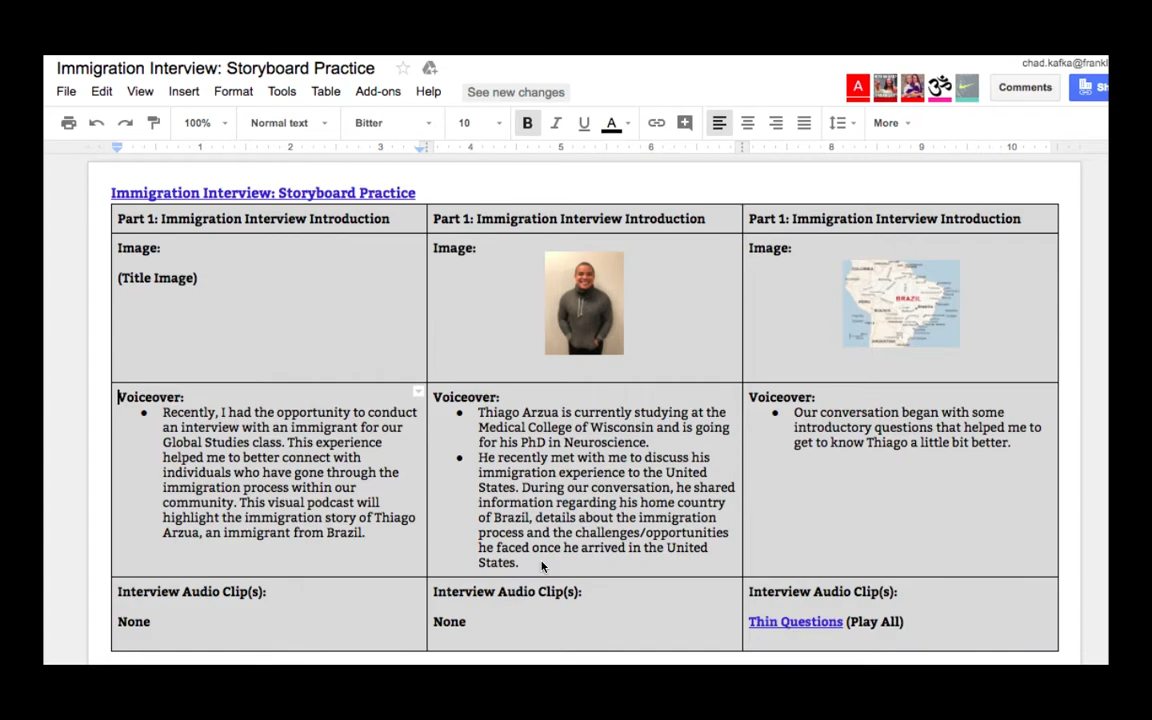 Immigration Interview: Storyboard Practice
chad.kafka@frankl
File Edit View Insert Format Tools Table Add-ons Help See new changes
A
Comments
Sh
100% Normal text Bitter 10 B I U A More
1 2 3 4 5 6 8 9 10
Immigration Interview: Storyboard Practice
Part 1: Immigration Interview Introduction
Part 1: Immigration Interview Introduction
Part 1: Immigration Interview Introduction
Image:
(Title Image)
Image:
Image:
BRAZIL
Voiceover:
Recently, I had the opportunity to conduct
an interview with an immigrant for our
Global Studies class. This experience
helped me to better connect with
individuals who have gone through the
immigration process within our
community. This visual podcast will
highlight the immigration story of Thiago
Arzua, an immigrant from Brazil.
Voiceover:
Thiago Arzua is currently studying at the
Medical College of Wisconsin and is going
for his PhD in Neuroscience.
He recently met with me to discuss his
immigration experience to the United
States. During our conversation, he shared
information regarding his home country
of Brazil, details about the immigration
process and the challenges/opportunities
he faced once he arrived in the United
States.
Voiceover:
Our conversation began with some
introductory questions that helped me to
get to know Thiago a little bit better.
Interview Audio Clip(s):
None
Interview Audio Clip(s):
None
Interview Audio Clip(s):
Thin Questions (Play All)